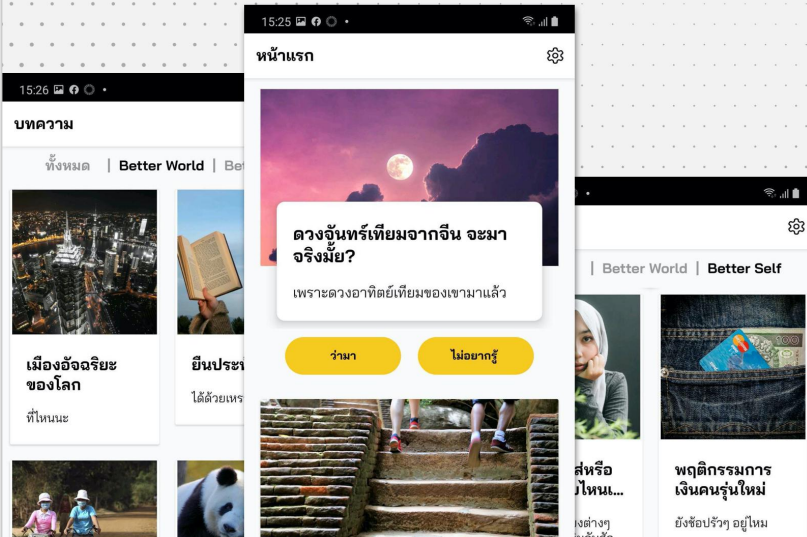 15:26
บทความ
ทั้งหมด | Better World |
เมืองอัจฉริยะ
ของโลก
ที่ไหนนะ
15:25
หน้าแรก
ดวงจันทร์เทียมจากจีน จะมา
จริงมั้ย?
เพราะดวงอาทิตย์เทียมของเขามาแล้ว
ว่ามา
ไม่อยากรู้
| Better World | Better Self
พฤติกรรมการ
เงินคนรุ่นใหม่
ยังช้อปรัวๆ อยู่ไหม